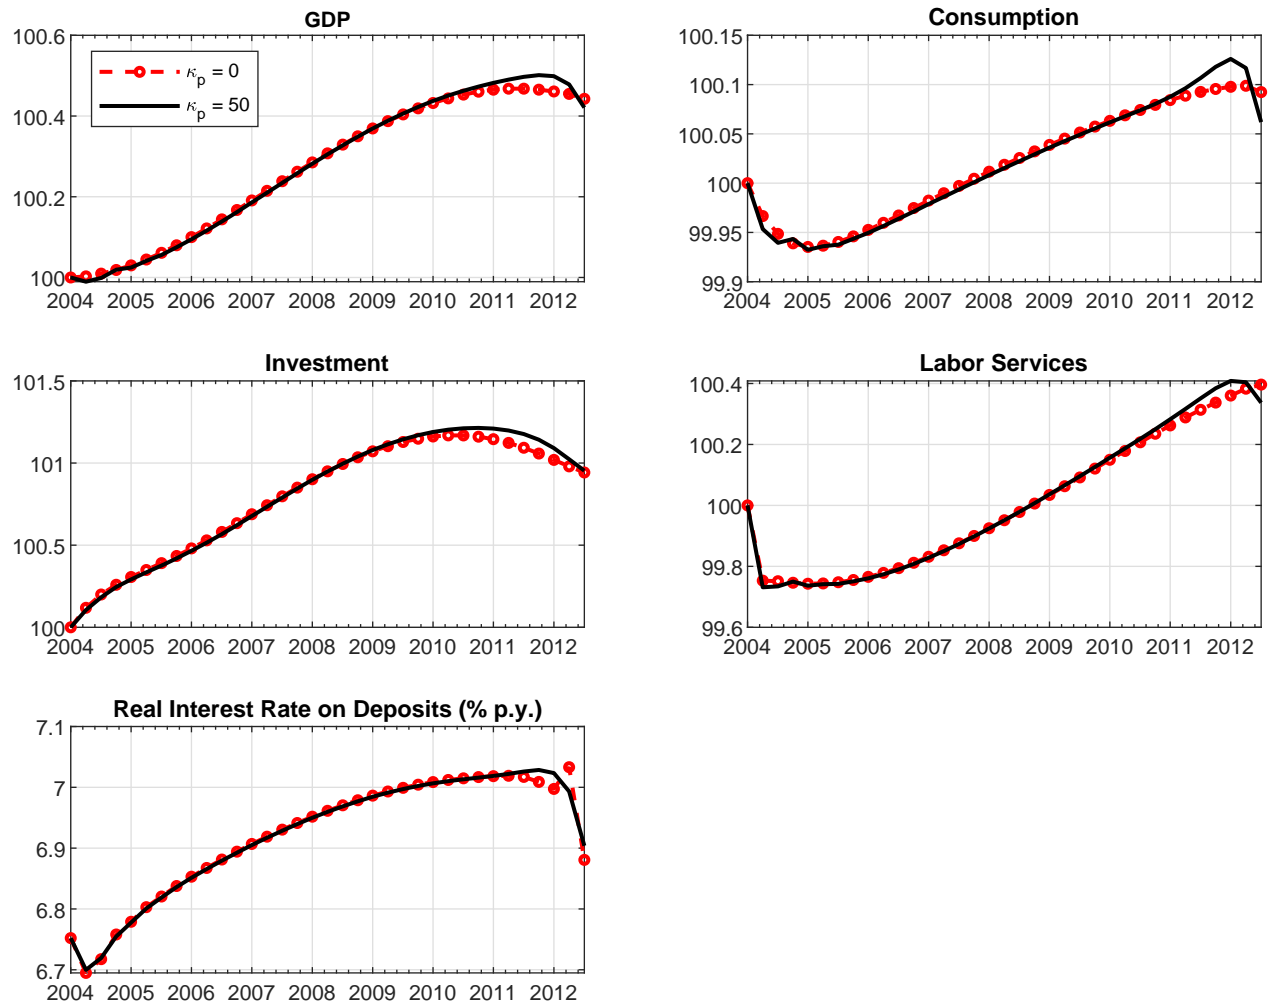 GDP
100.6
100.4
100.2
100
κp = 0
κp = 50
2004 2005 2006 2007 2008 2009 2010 2011 2012
Consumption
100.15
100.1
100.05
100
99.95
99.9
2004 2005 2006 2007 2008 2009 2010 2011 2012
Investment
101.5
101
100.5
100
2004 2005 2006 2007 2008 2009 2010 2011 2012
Labor Services
100.4
100.2
100
99.8
99.6
2004 2005 2006 2007 2008 2009 2010 2011 2012
Real Interest Rate on Deposits (% p.y.)
7.1
7
6.9
6.8
6.7
2004 2005 2006 2007 2008 2009 2010 2011 2012